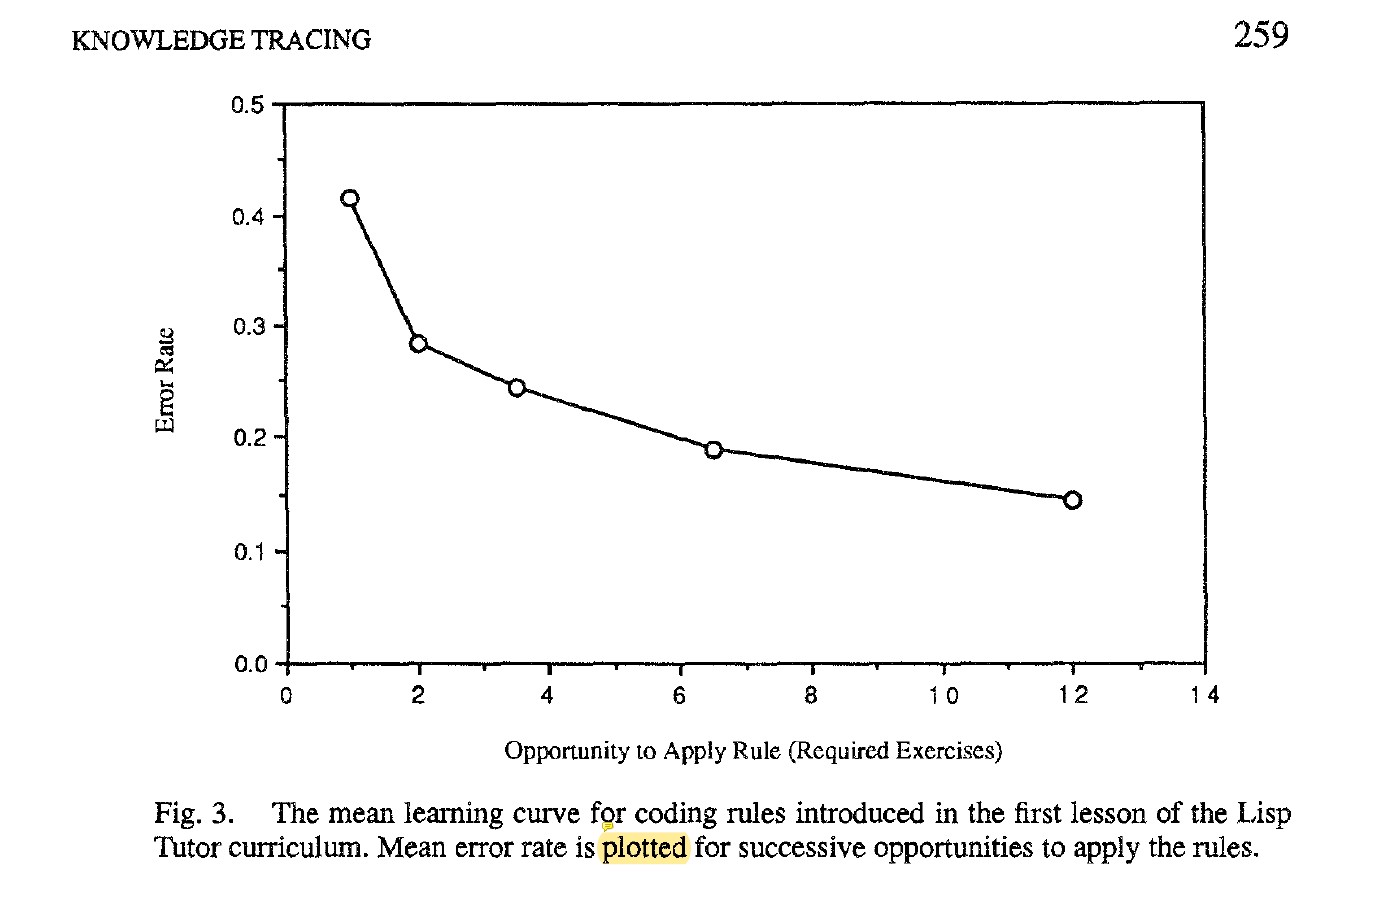 KNOWLEDGE TRACING
259
0.5
0.4
0.3
0.2
0.1
0.0
Error Rate
0 2 4 6 8 10 12 14
Opportunity to Apply Rule (Required Exercises)
Fig. 3. The mean learning curve for coding rules introduced in the first lesson of the Lisp
Tutor curriculum. Mean error rate is plotted for successive opportunities to apply the rules.